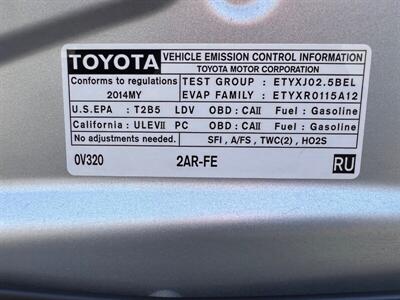 TOYOTA VEHICLE EMISSION CONTROL INFORMATION
TOYOTA MOTOR CORPORATION
Conforms to regulations TEST GROUP : ETYXJ02.5BEL
2014MY EVAP FAMILY : ETYXR0115A12
U.S.EPA : T2B5 LDV OBD : CAII Fuel : Gasoline
California : ULEVII PC OBD : CAII Fuel : Gasoline
No adjustments needed. SFI , A/FS , TWC(2) , HO2S
0V320 2AR-FE RU